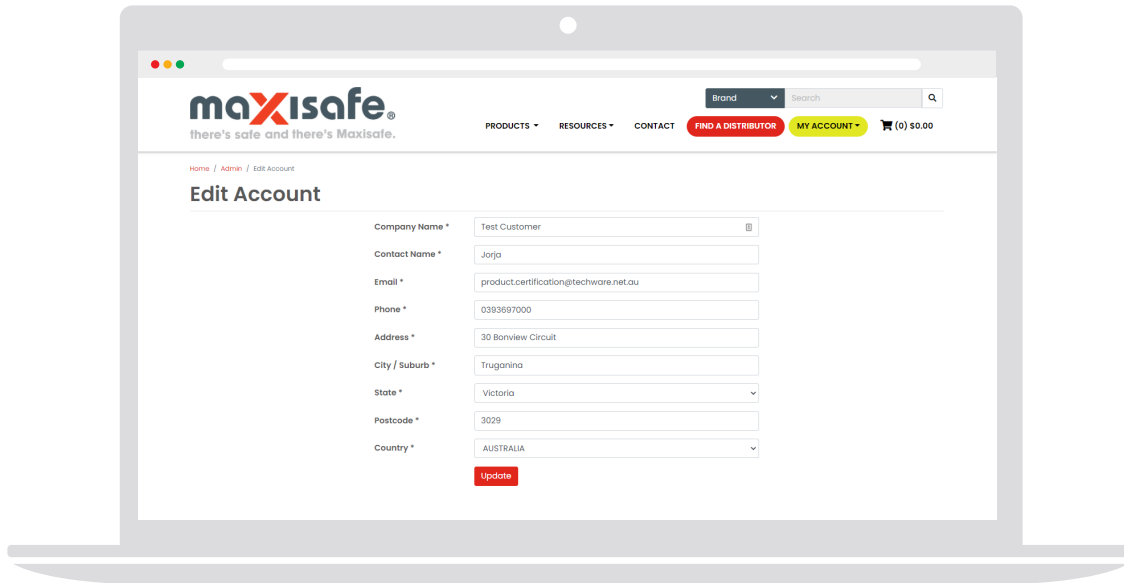 Brand
Search
maxisafe®
there's safe and there's Maxisafe.
PRODUCTS RESOURCES CONTACT FIND A DISTRIBUTOR MY ACCOUNT (0) $0.00
Home / Admin / Edit Account
Edit Account
Company Name * Test Customer
Contact Name * Jorja
Email * product.certification@techware.net.au
Phone * 0393697000
Address * 30 Bonview Circuit
City / Suburb * Truganina
State * Victoria
Postcode * 3029
Country * AUSTRALIA
Update